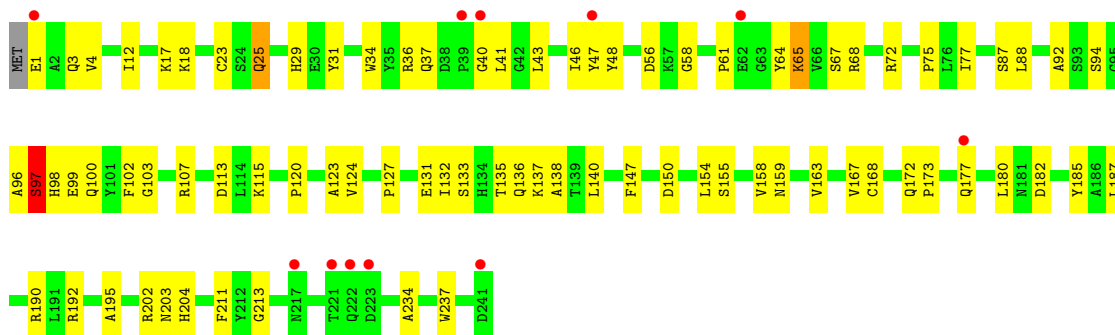 MET E1 A2 Q3 V4 I12 K17 K18 C23 S24 Q25 H29 E30 Y31 W34 Y35 R36 Q37 D38 P39 G40 L41 G42 L43 I46 Y47 Y48 D56 K57 G58 P61 E62 G63 Y64 K65 V66 S67 R68 R72 P75 L76 I77 S87 L88 A92 S93 S94 G95
A96 S97 H98 E99 Q100 Y101 F102 G103 R107 D113 L114 K115 P120 A123 V124 P127 E131 I132 S133 H134 T135 Q136 K137 A138 T139 L140 F147 D150 L154 S155 V158 N159 V163 V167 C168 Q172 P173 Q177 L180 N181 D182 Y185 A186 L187
R190 L191 R192 A195 R202 N203 H204 F211 Y212 G213 N217 T221 Q222 D223 A234 W237 D241